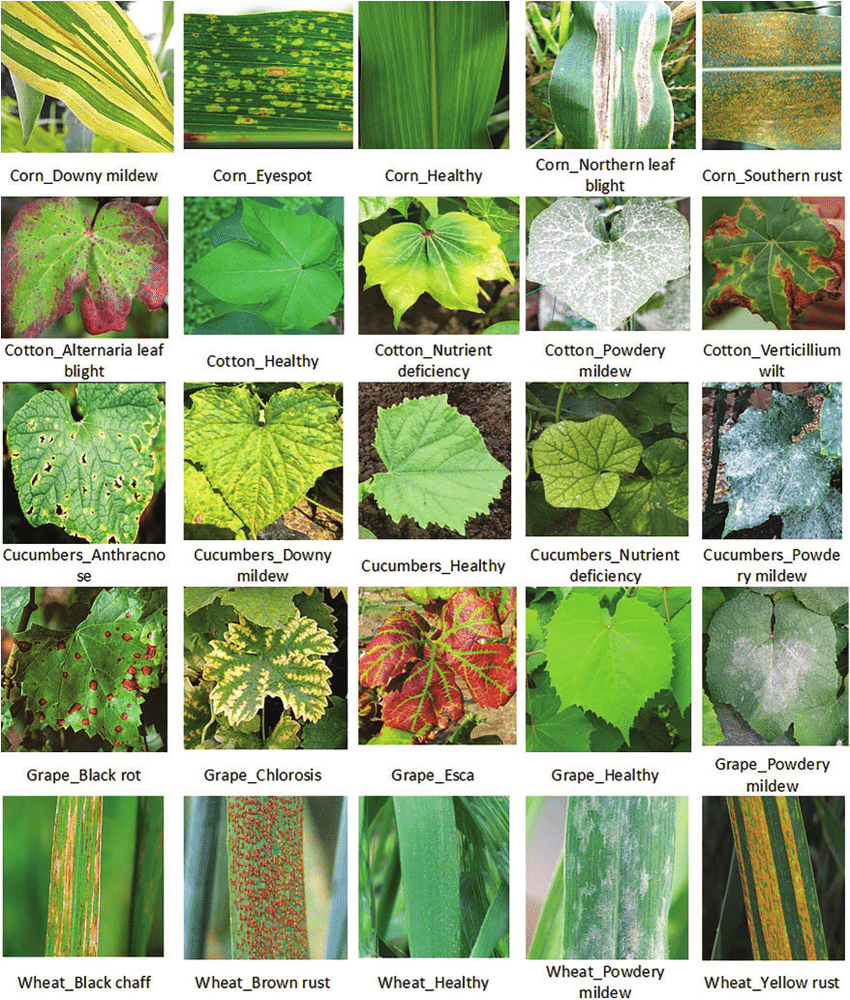 Corn_Downy mildew
Corn_Eyespot
Corn_Healthy
Corn_Northern leaf
blight
Corn_Southern rust
Cotton_Alternaria leaf
blight
Cotton_Healthy
Cotton_Nutrient
deficiency
Cotton_Powdery
mildew
Cotton_Verticillium
wilt
Cucumbers_Anthracno
se
Cucumbers_Downy
mildew
Cucumbers_Healthy
Cucumbers_Nutrient
deficiency
Cucumbers_Powde
ry mildew
Grape_Black rot
Grape_Chlorosis
Grape_Esca
Grape_Healthy
Grape_Powdery
mildew
Wheat_Black chaff
Wheat_Brown rust
Wheat_Healthy
Wheat_Powdery
mildew
Wheat_Yellow rust